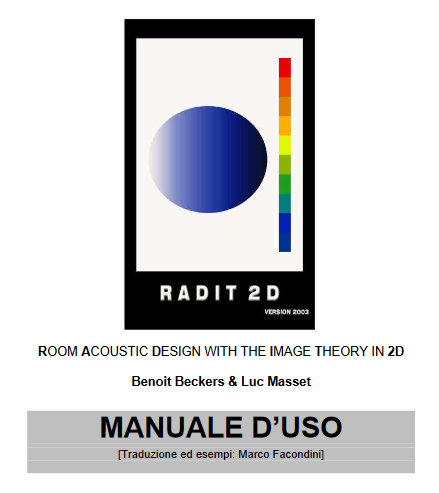 RADIT 2D
VERSION 2003
ROOM ACOUSTIC DESIGN WITH THE IMAGE THEORY IN 2D
Benoit Beckers & Luc Masset
MANUALE D'USO
[Traduzione ed esempi: Marco Facondini]